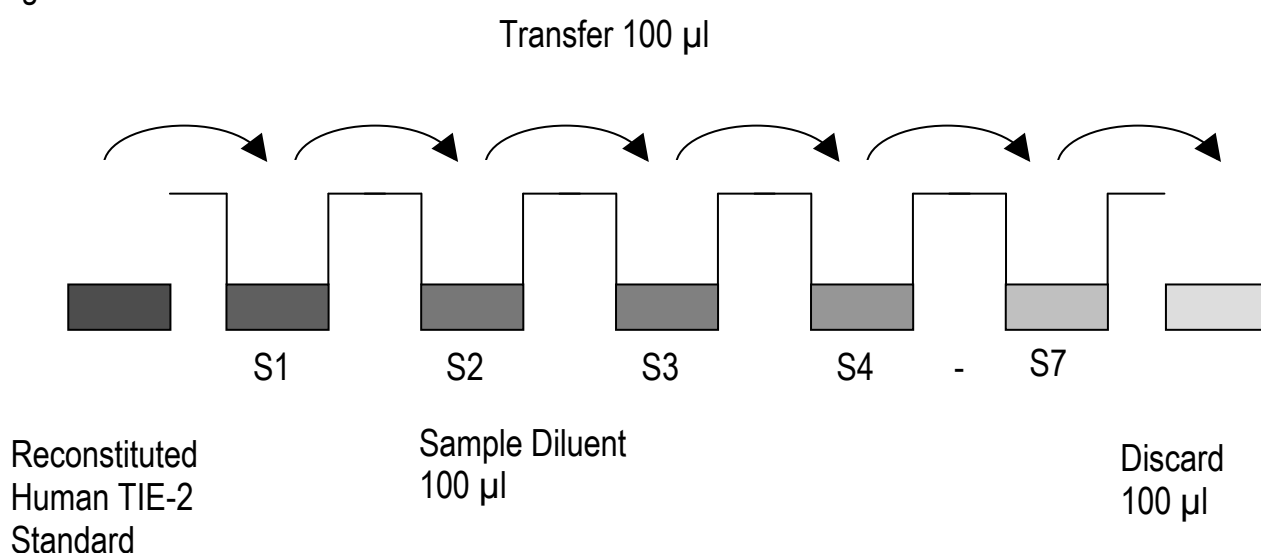 Transfer 100 µl
S1 S2 S3 S4 - S7
Reconstituted
Human TIE-2
Standard
Sample Diluent
100 µl
Discard
100 µl